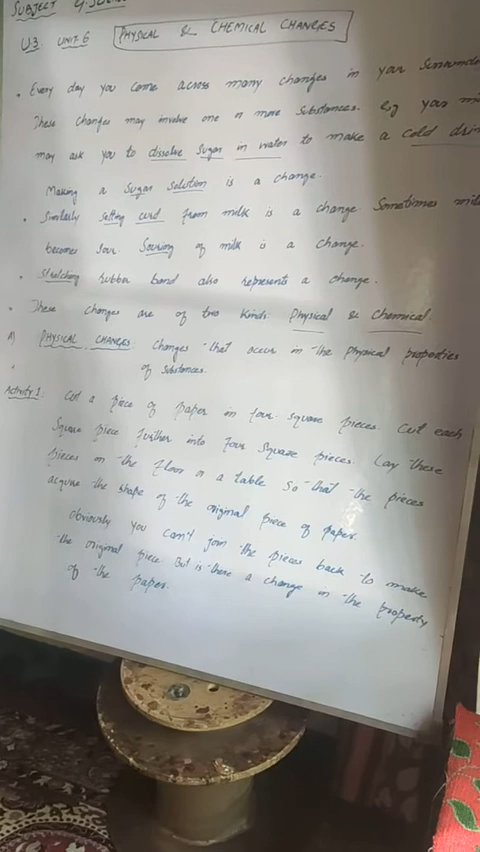 SUBJECT G.
U.3 UNIT 6 PHYSICAL & CHEMICAL CHANGES
• Every day you come across many changes in your
These changes may involve one or more substances. Eg your
may ask you to dissolve sugar in water to make a cold
Making a sugar solution is a change.
• Similarly setting curd from milk is a change. Sometimes
becomes sour. Souring of milk is a change.
• Stretching rubber band also represents a change.
• These changes are of two kinds: Physical & Chemical.
PHYSICAL CHANGES: Changes that occur in the physical properties
of substances.
Activity 1: Cut a piece of paper in four square pieces. Cut each
square piece further into four square pieces. Lay these
pieces on the floor or a table so that the pieces
acquire the shape of the original piece of paper.
Obviously you can't join the pieces back to make
the original piece. But is there a change in the property
of the paper.